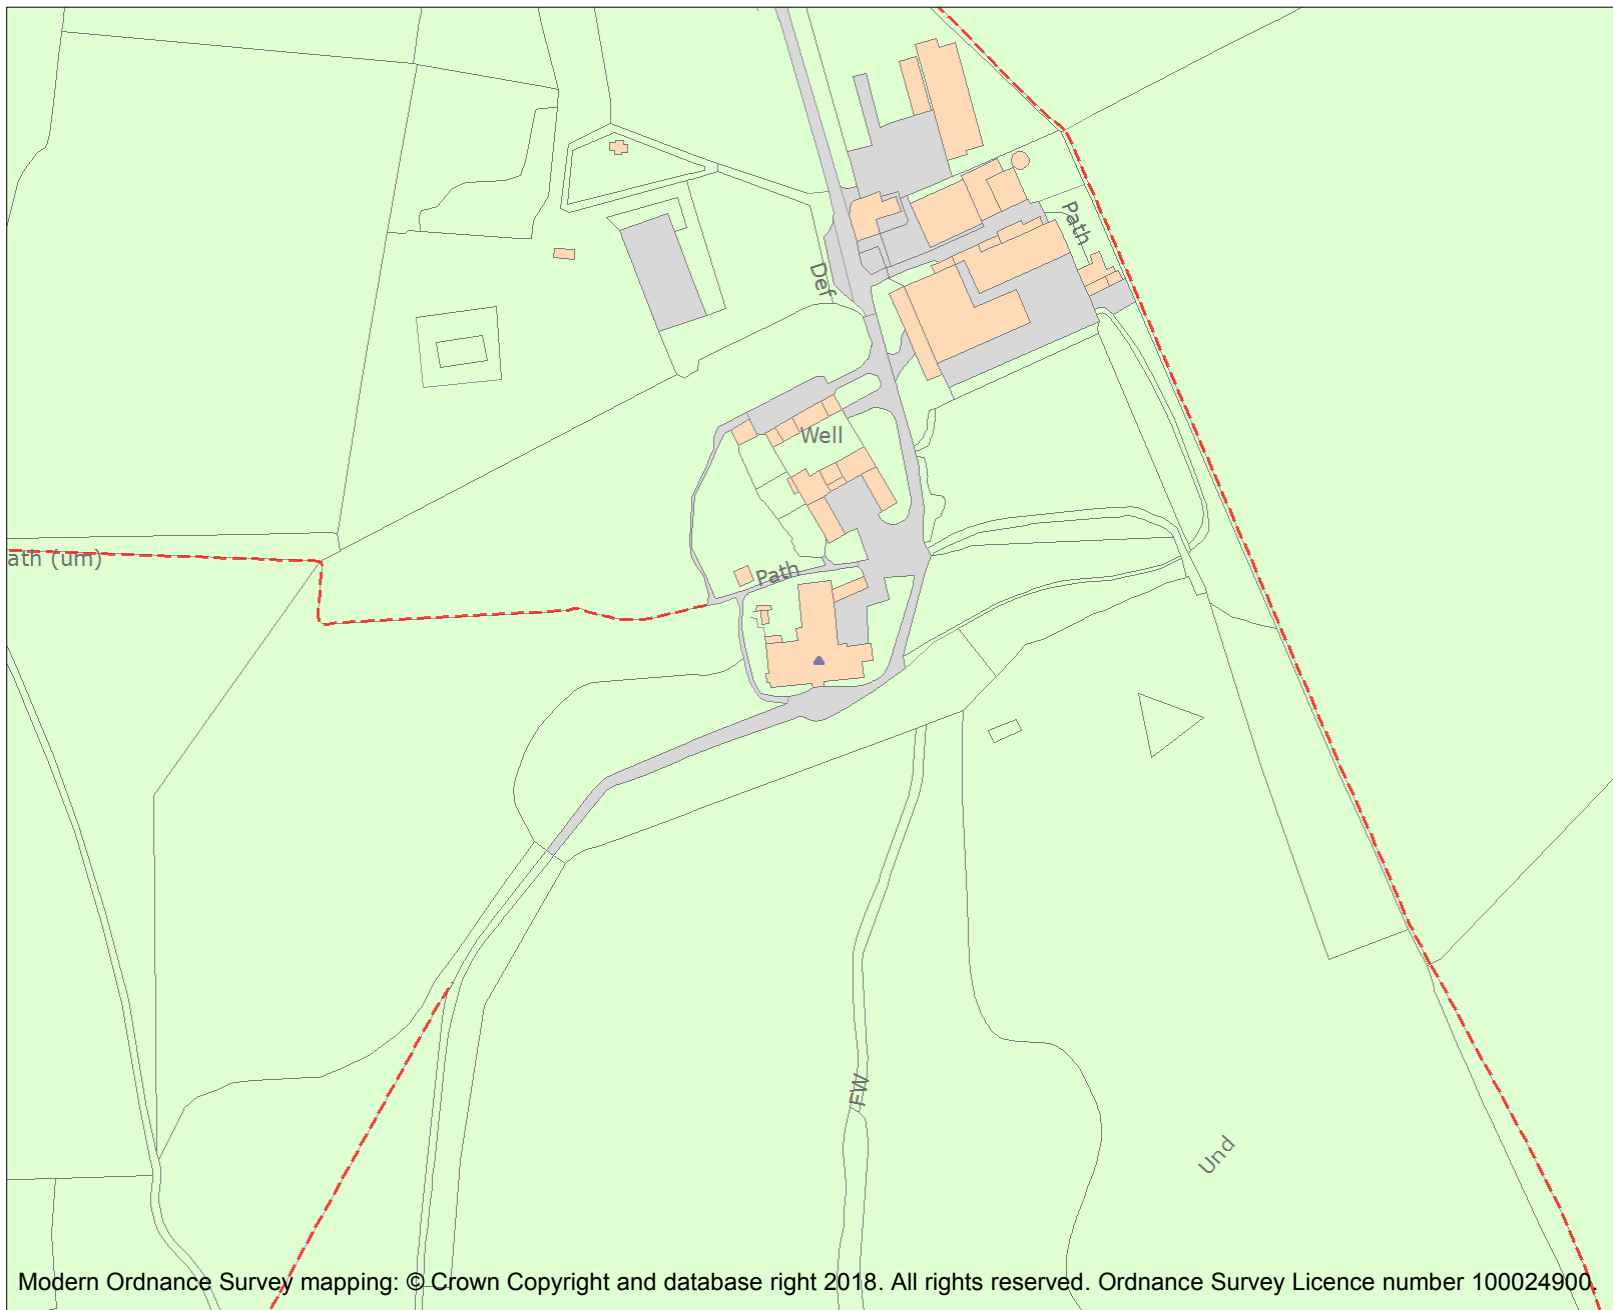 Path
Def
Well
ath (um)
Path
FW
Und
Modern Ordnance Survey mapping: © Crown Copyright and database right 2018. All rights reserved. Ordnance Survey Licence number 100024900.